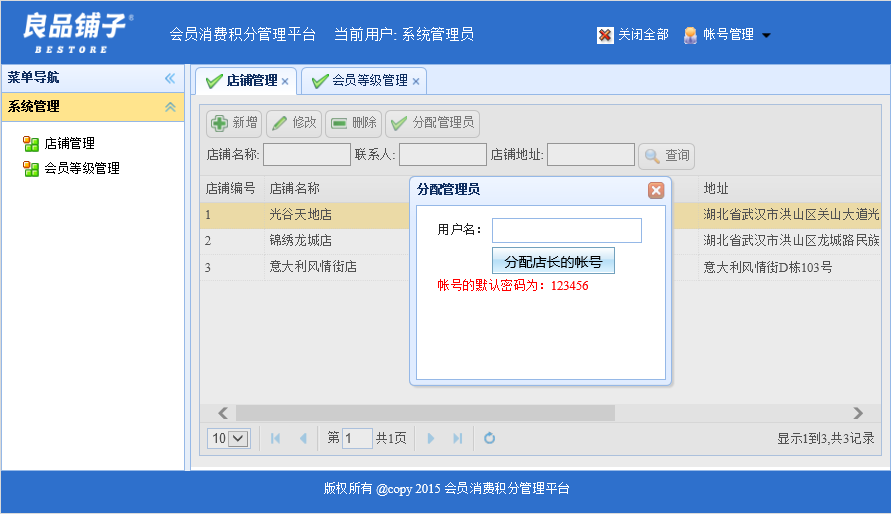 良品铺子®
BESTORE
会员消费积分管理平台 当前用户: 系统管理员
关闭全部 帐号管理
菜单导航
系统管理
店铺管理
会员等级管理
店铺管理 会员等级管理
新增 修改 删除 分配管理员
店铺名称: 联系人: 店铺地址: 查询
店铺编号 店铺名称 地址
1 光谷天地店 湖北省武汉市洪山区关山大道光
2 锦绣龙城店 湖北省武汉市洪山区龙城路民族
3 意大利风情街店 意大利风情街D栋103号
分配管理员
用户名：
分配店长的帐号
帐号的默认密码为：123456
10 第 1 共1页 显示1到3,共3记录
版权所有 @copy 2015 会员消费积分管理平台